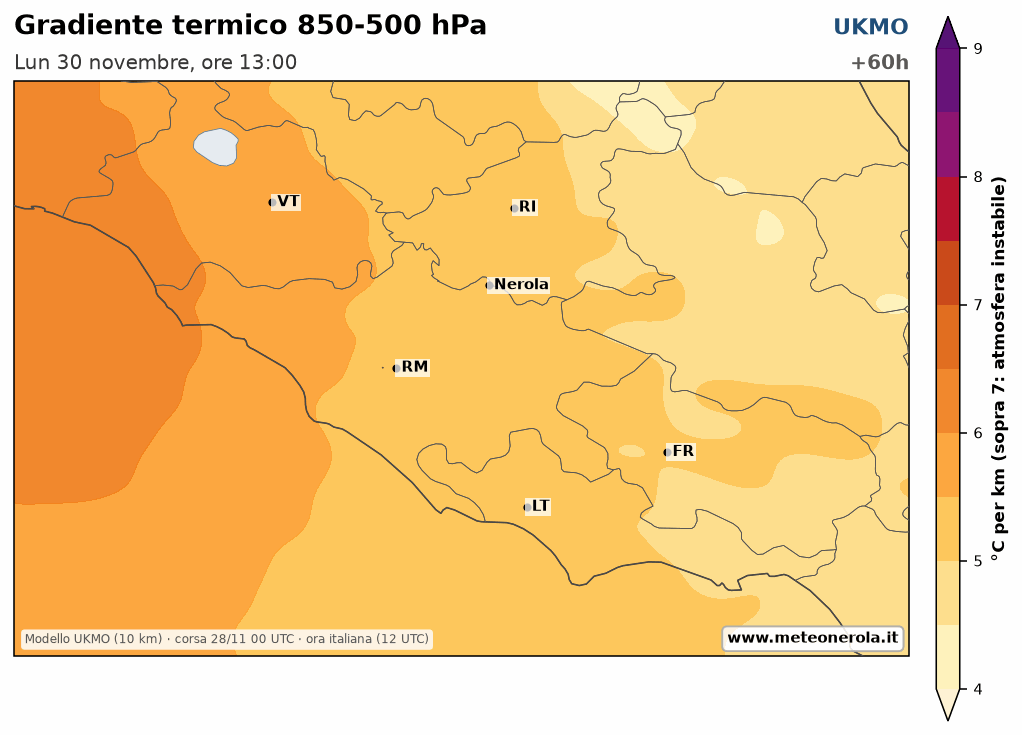 Gradiente termico 850-500 hPa
UKMO
Lun 30 novembre, ore 13:00
+60h
VT
RI
Nerola
RM
FR
LT
Modello UKMO (10 km) · corsa 28/11 00 UTC · ora italiana (12 UTC)
www.meteonerola.it
9
8
7
6
5
4
°C per km (sopra 7: atmosfera instabile)